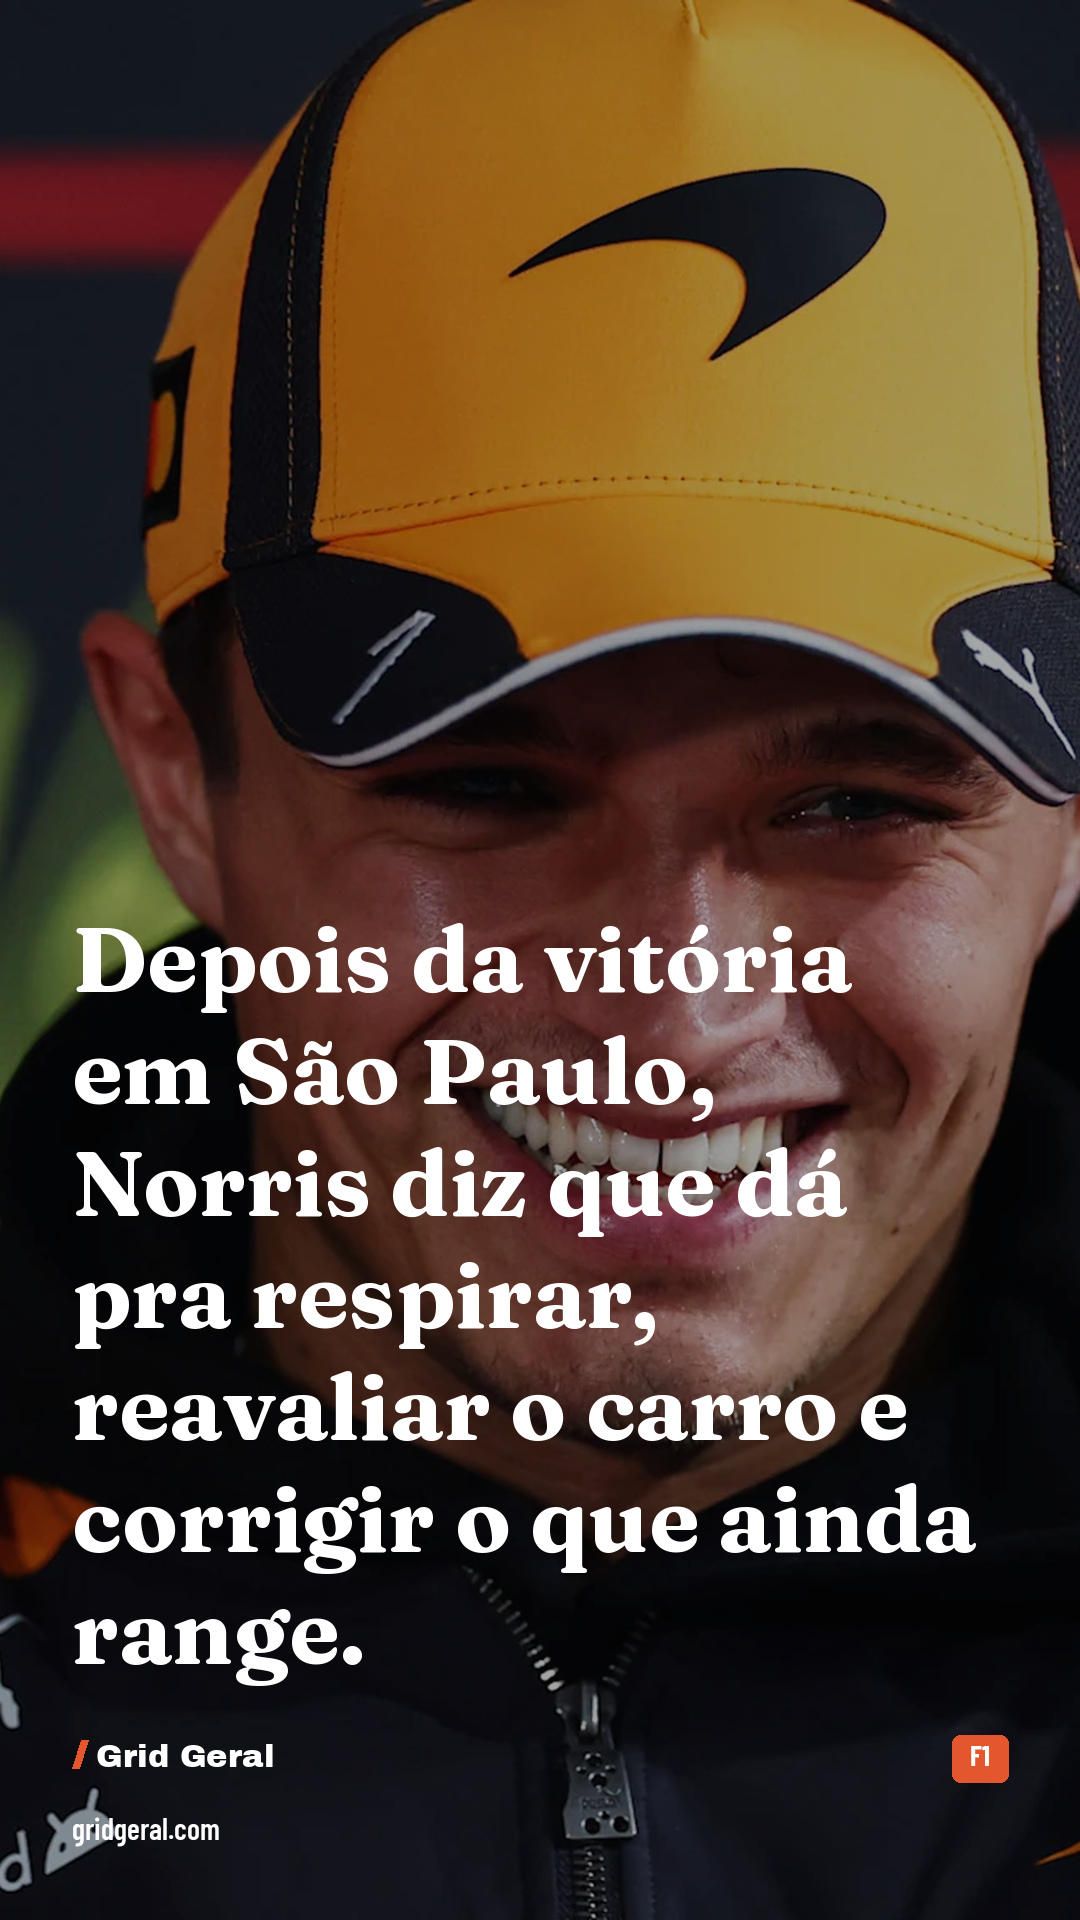 Depois da vitória
em São Paulo,
Norris diz que dá
pra respirar,
reavaliar o carro e
corrigir o que ainda
range.
/ Grid Geral
F1
gridgeral.com
d